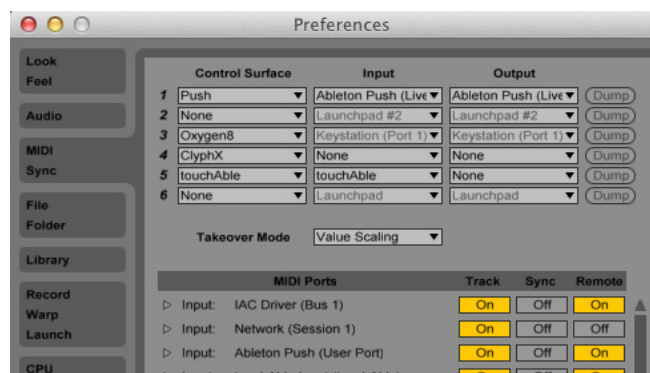 Preferences
Look
Feel
Audio
MIDI
Sync
File
Folder
Library
Record
Warp
Launch
CPU
Control Surface Input Output
1 Push Ableton Push (Live Ableton Push (Live Dump
2 None Launchpad #2 Launchpad #2 Dump
3 Oxygen8 Keystation (Port 1) Keystation (Port 1) Dump
4 ClyphX None None Dump
5 touchAble touchAble None Dump
6 None Launchpad Launchpad Dump
Takeover Mode Value Scaling
MIDI Ports Track Sync Remote
Input: IAC Driver (Bus 1) On Off On
Input: Network (Session 1) On Off Off
Input: Ableton Push (User Port) On Off On